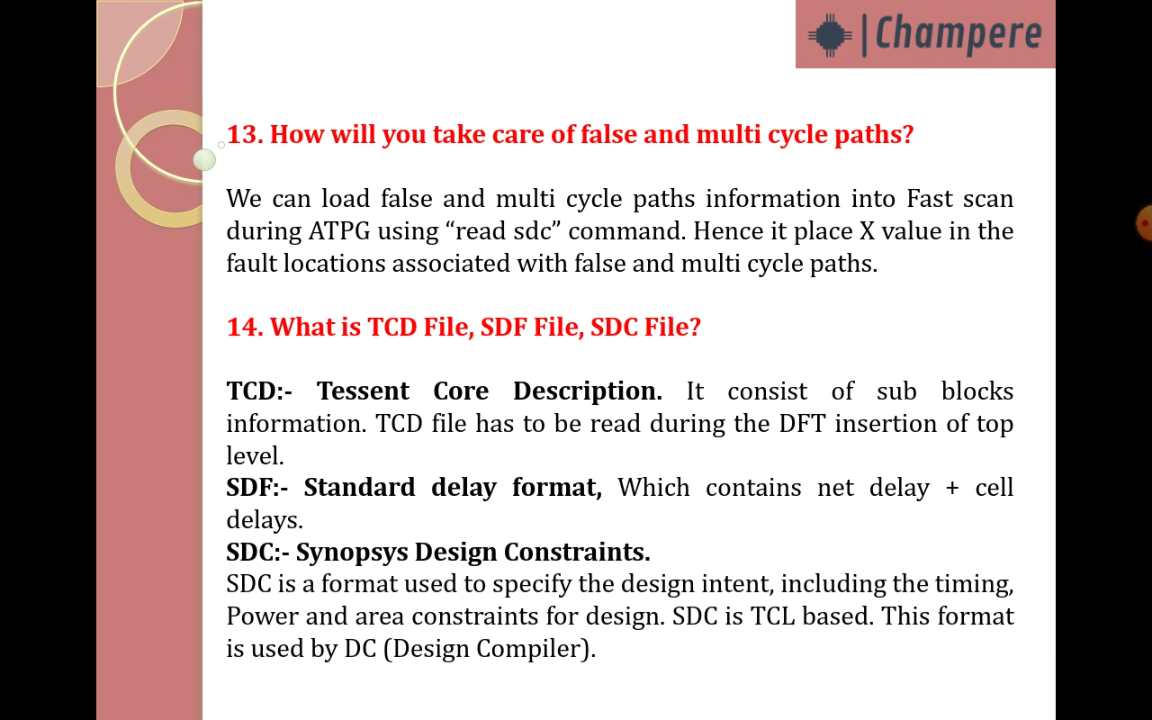 | Champere
13. How will you take care of false and multi cycle paths?
We can load false and multi cycle paths information into Fast scan
during ATPG using “read sdc” command. Hence it place X value in the
fault locations associated with false and multi cycle paths.
14. What is TCD File, SDF File, SDC File?
TCD:- Tessent Core Description. It consist of sub blocks
information. TCD file has to be read during the DFT insertion of top
level.
SDF:- Standard delay format, Which contains net delay + cell
delays.
SDC:- Synopsys Design Constraints.
SDC is a format used to specify the design intent, including the timing,
Power and area constraints for design. SDC is TCL based. This format
is used by DC (Design Compiler).